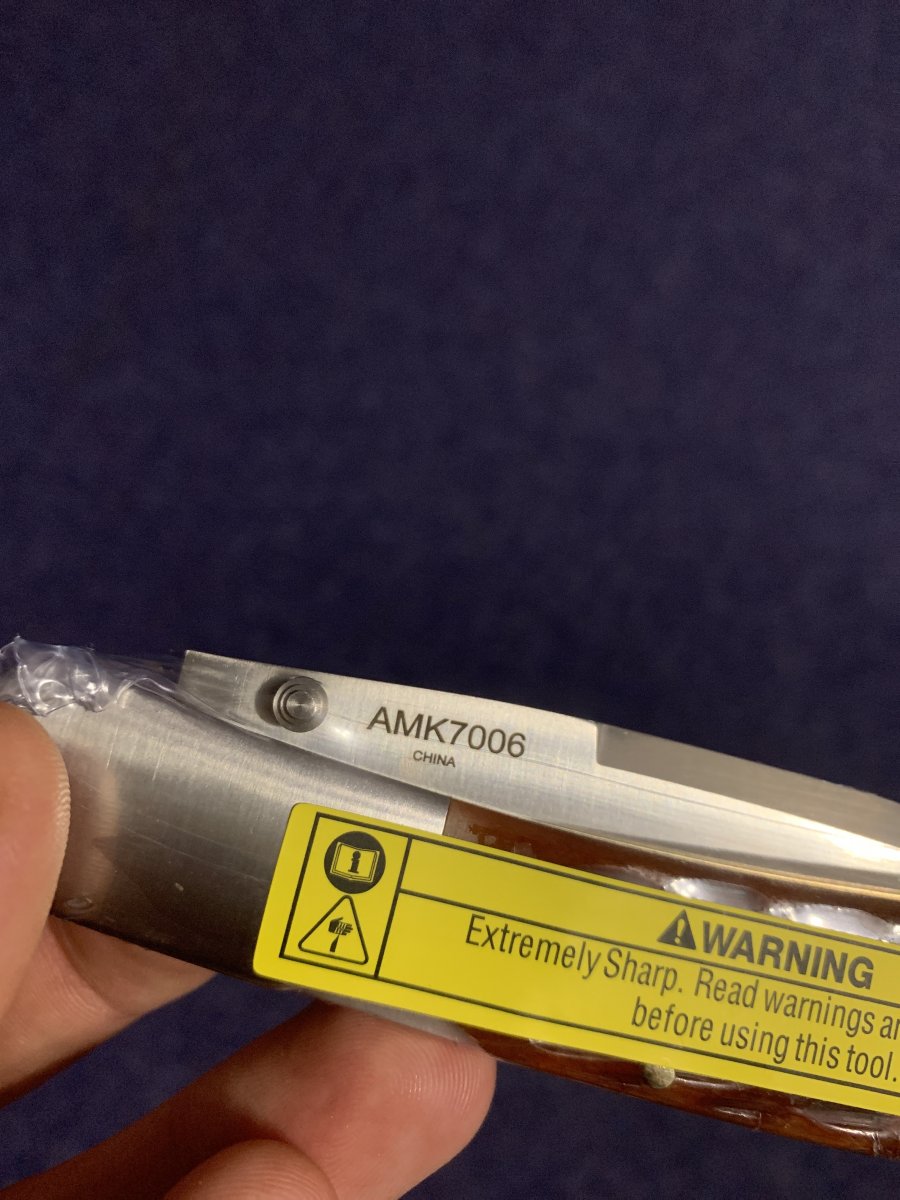 AMK7006
CHINA
WARNING
Extremely Sharp. Read warnings
before using this tool.